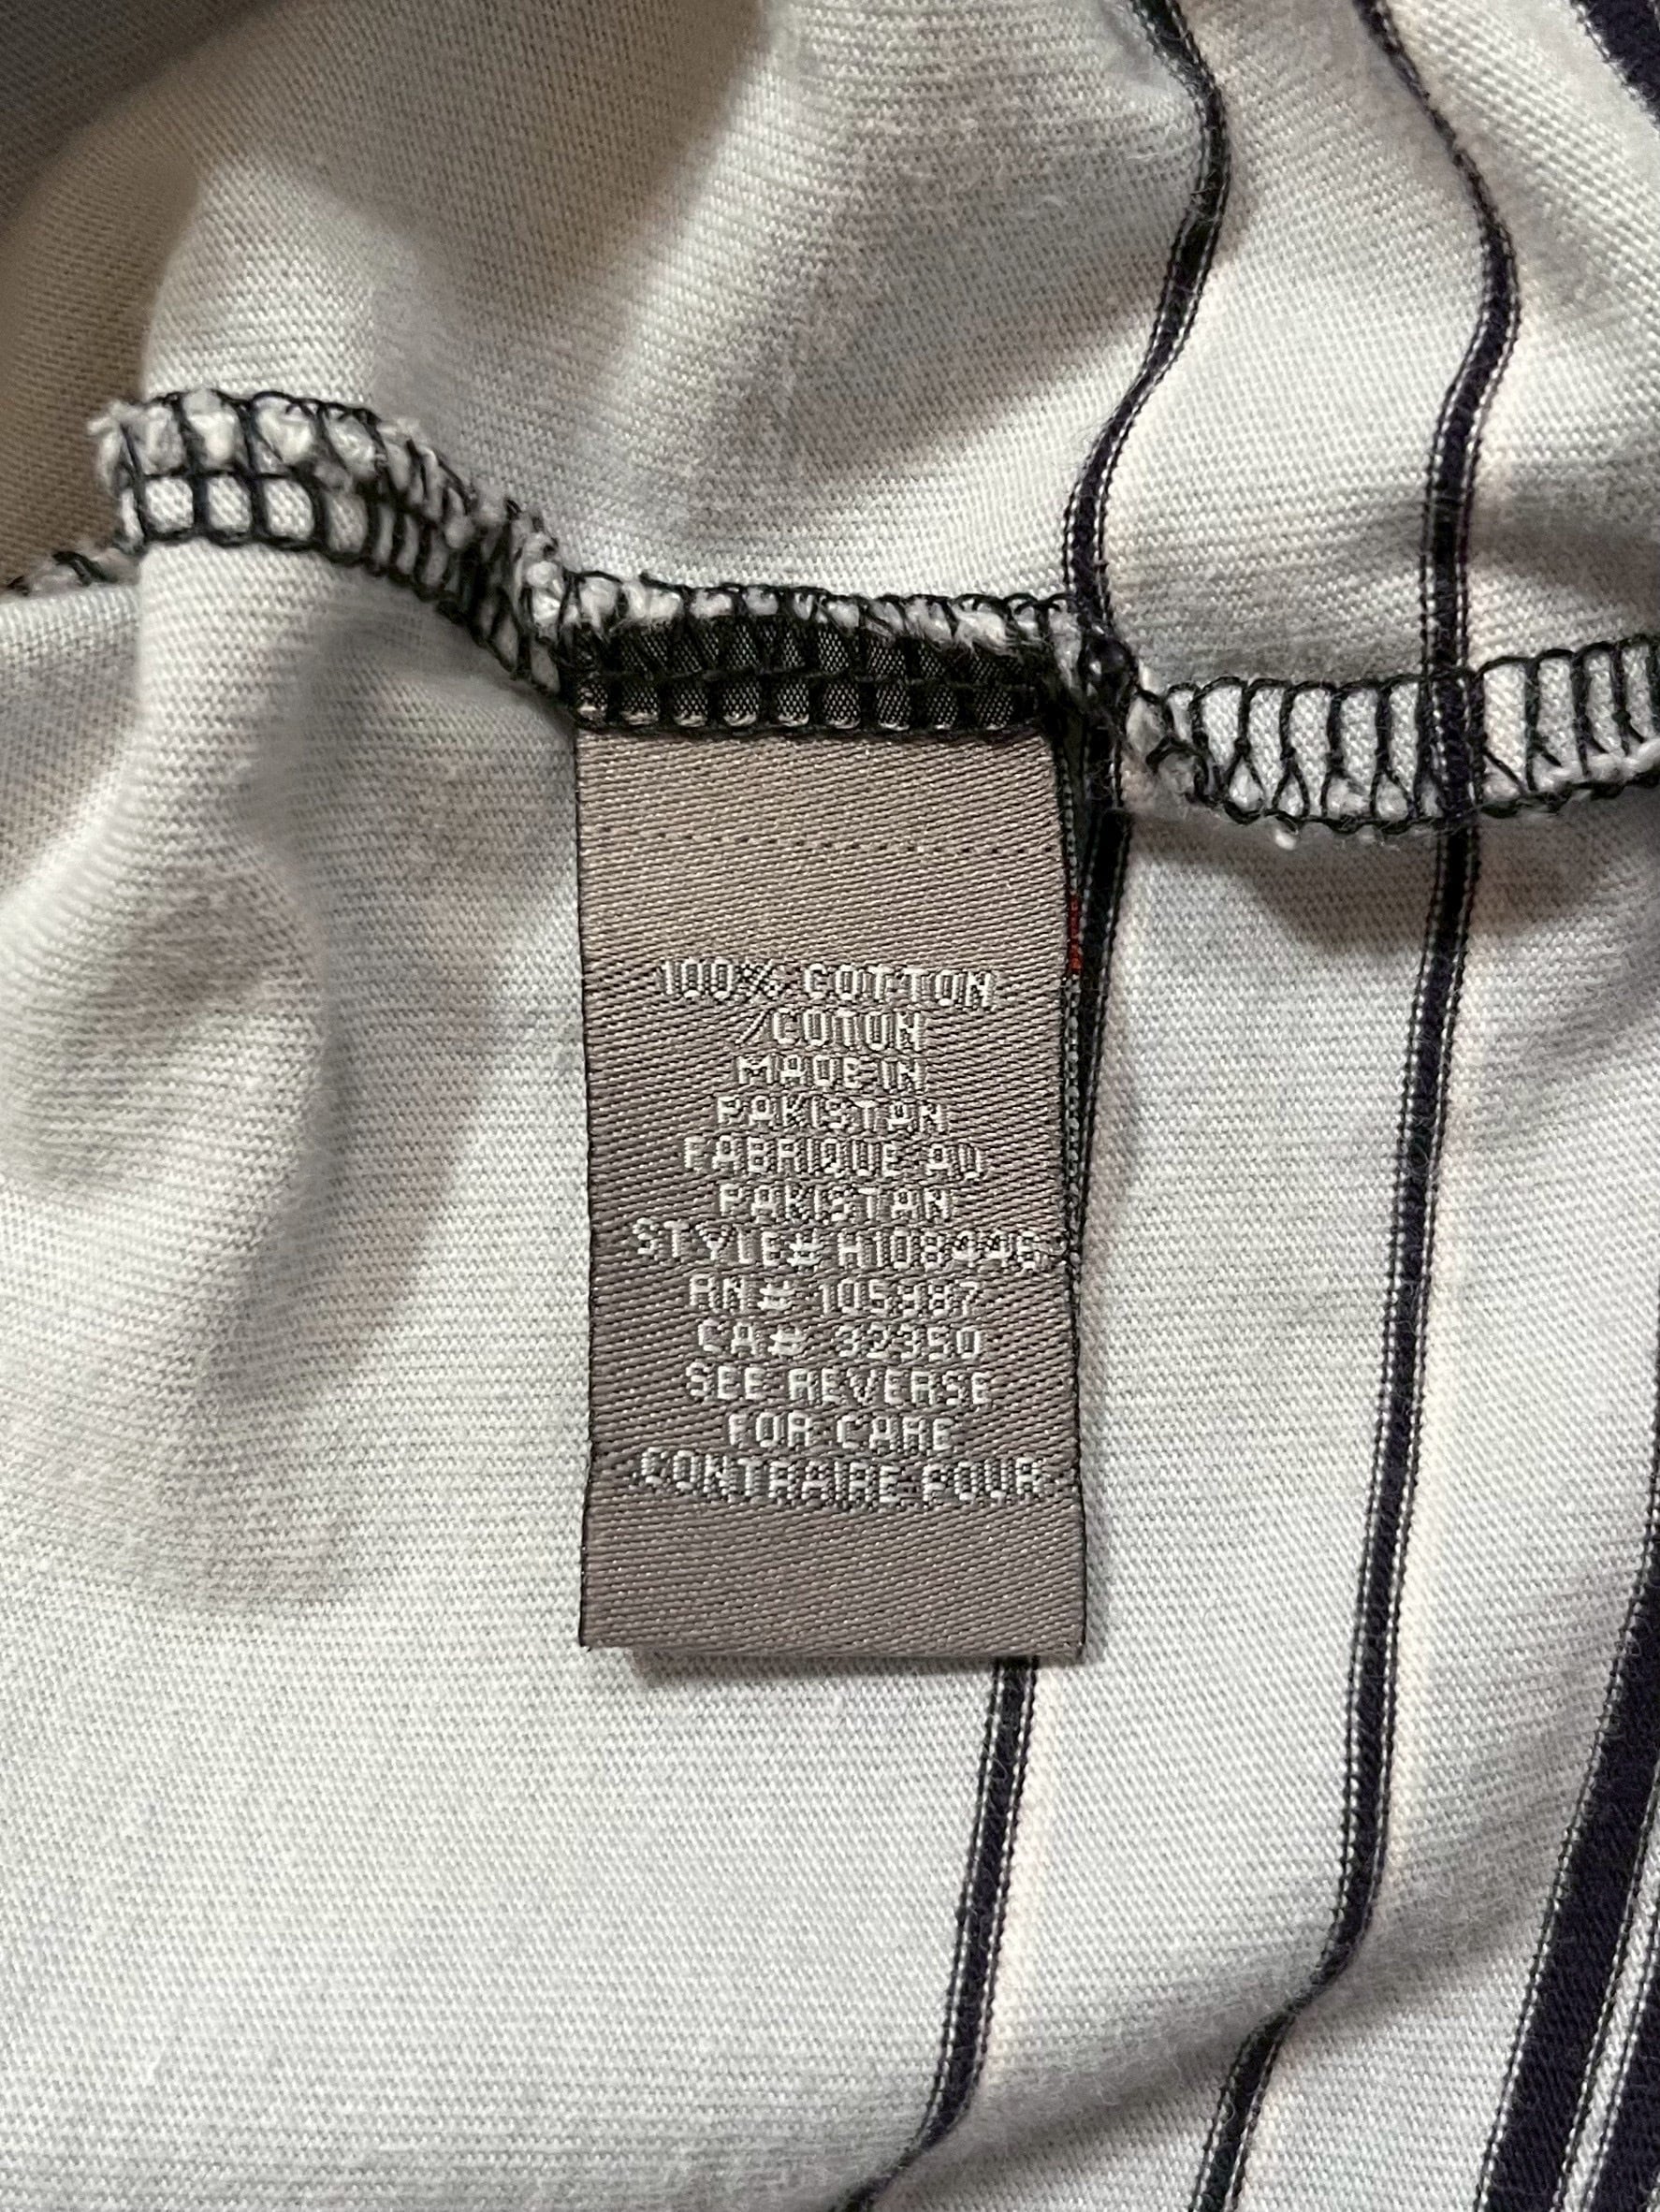 100% COTTON
/COTON
MADE IN
PAKISTAN
FABRIQUE AU
PAKISTAN
STYLE# H108446
RN# 105987
CA# 32350
SEE REVERSE
FOR CARE
CONTRAIRE POUR